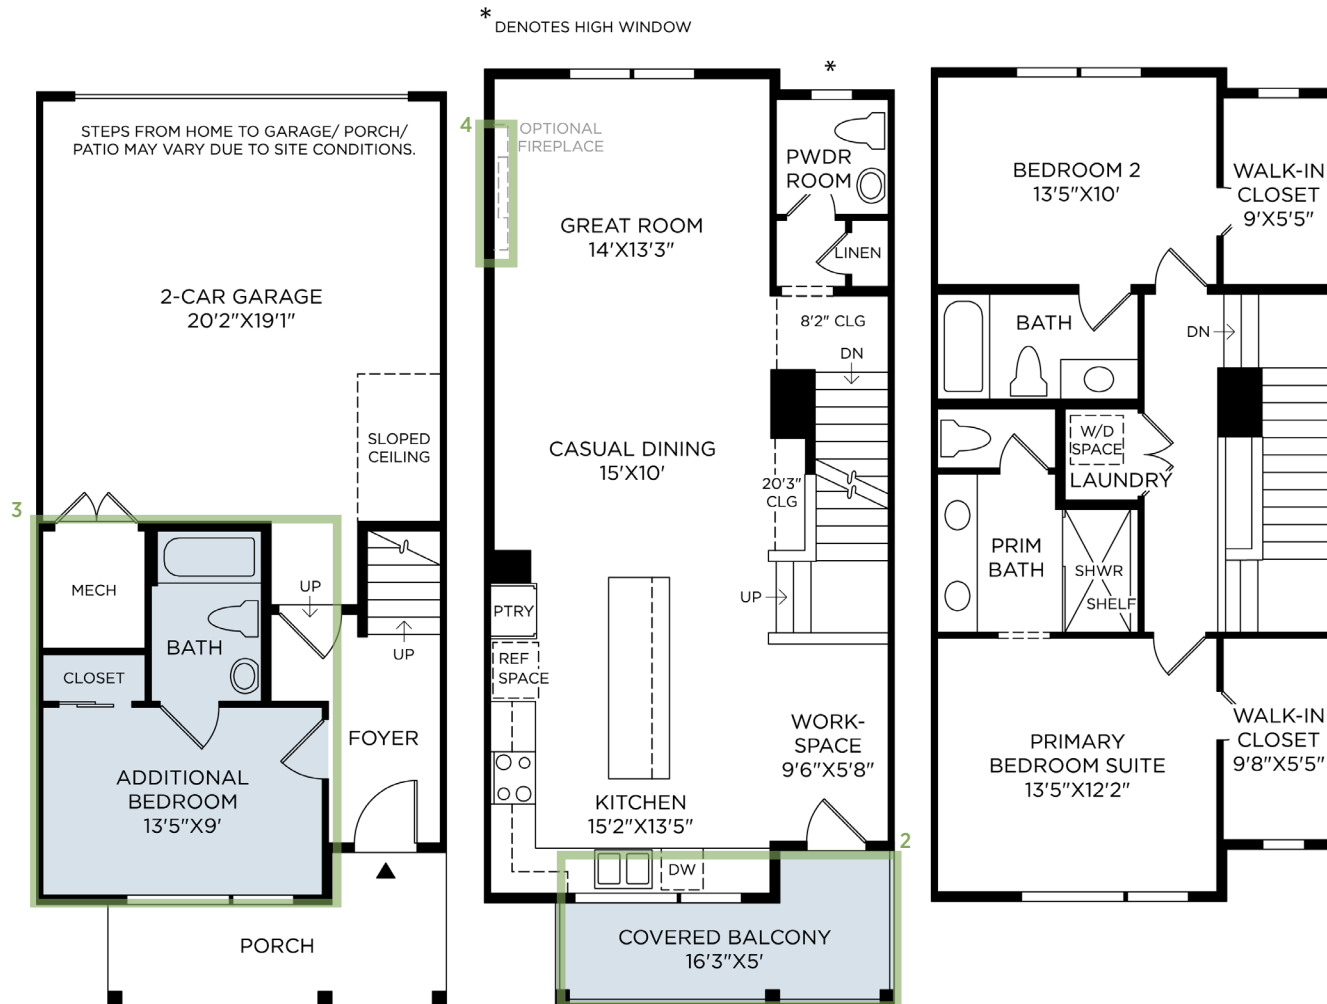 * DENOTES HIGH WINDOW
STEPS FROM HOME TO GARAGE/ PORCH/
PATIO MAY VARY DUE TO SITE CONDITIONS.
2-CAR GARAGE
20'2"X19'1"
SLOPED
CEILING
3
MECH
UP
BATH
UP
CLOSET
FOYER
ADDITIONAL
BEDROOM
13'5"X9'
PORCH
4
OPTIONAL
FIREPLACE
*
PWDR
ROOM
GREAT ROOM
14'X13'3"
LINEN
8'2" CLG
DN
CASUAL DINING
15'X10'
20'3"
CLG
PTRY
UP
REF
SPACE
WORK-
SPACE
9'6"X5'8"
KITCHEN
15'2"X13'5"
2
DW
COVERED BALCONY
16'3"X5'
BEDROOM 2
13'5"X10'
WALK-IN
CLOSET
9'X5'5"
BATH
DN
W/D
SPACE
LAUNDRY
PRIM
BATH
SHWR
SHELF
PRIMARY
BEDROOM SUITE
13'5"X12'2"
WALK-IN
CLOSET
9'8"X5'5"